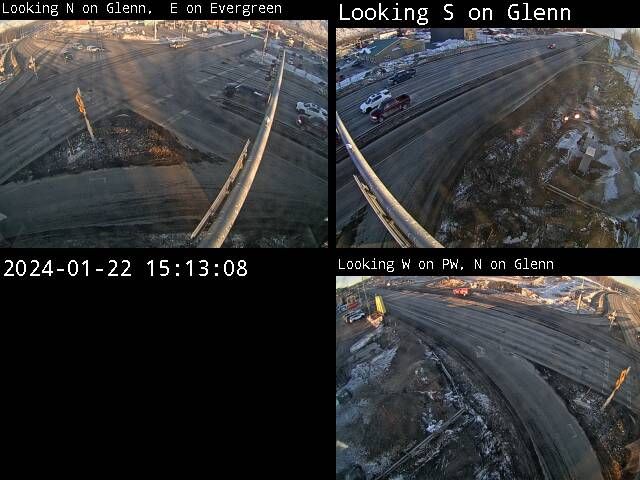 Looking N on Glenn,  E on Evergreen
Looking S on Glenn
2024-01-22 15:13:08
Looking W on PW, N on Glenn